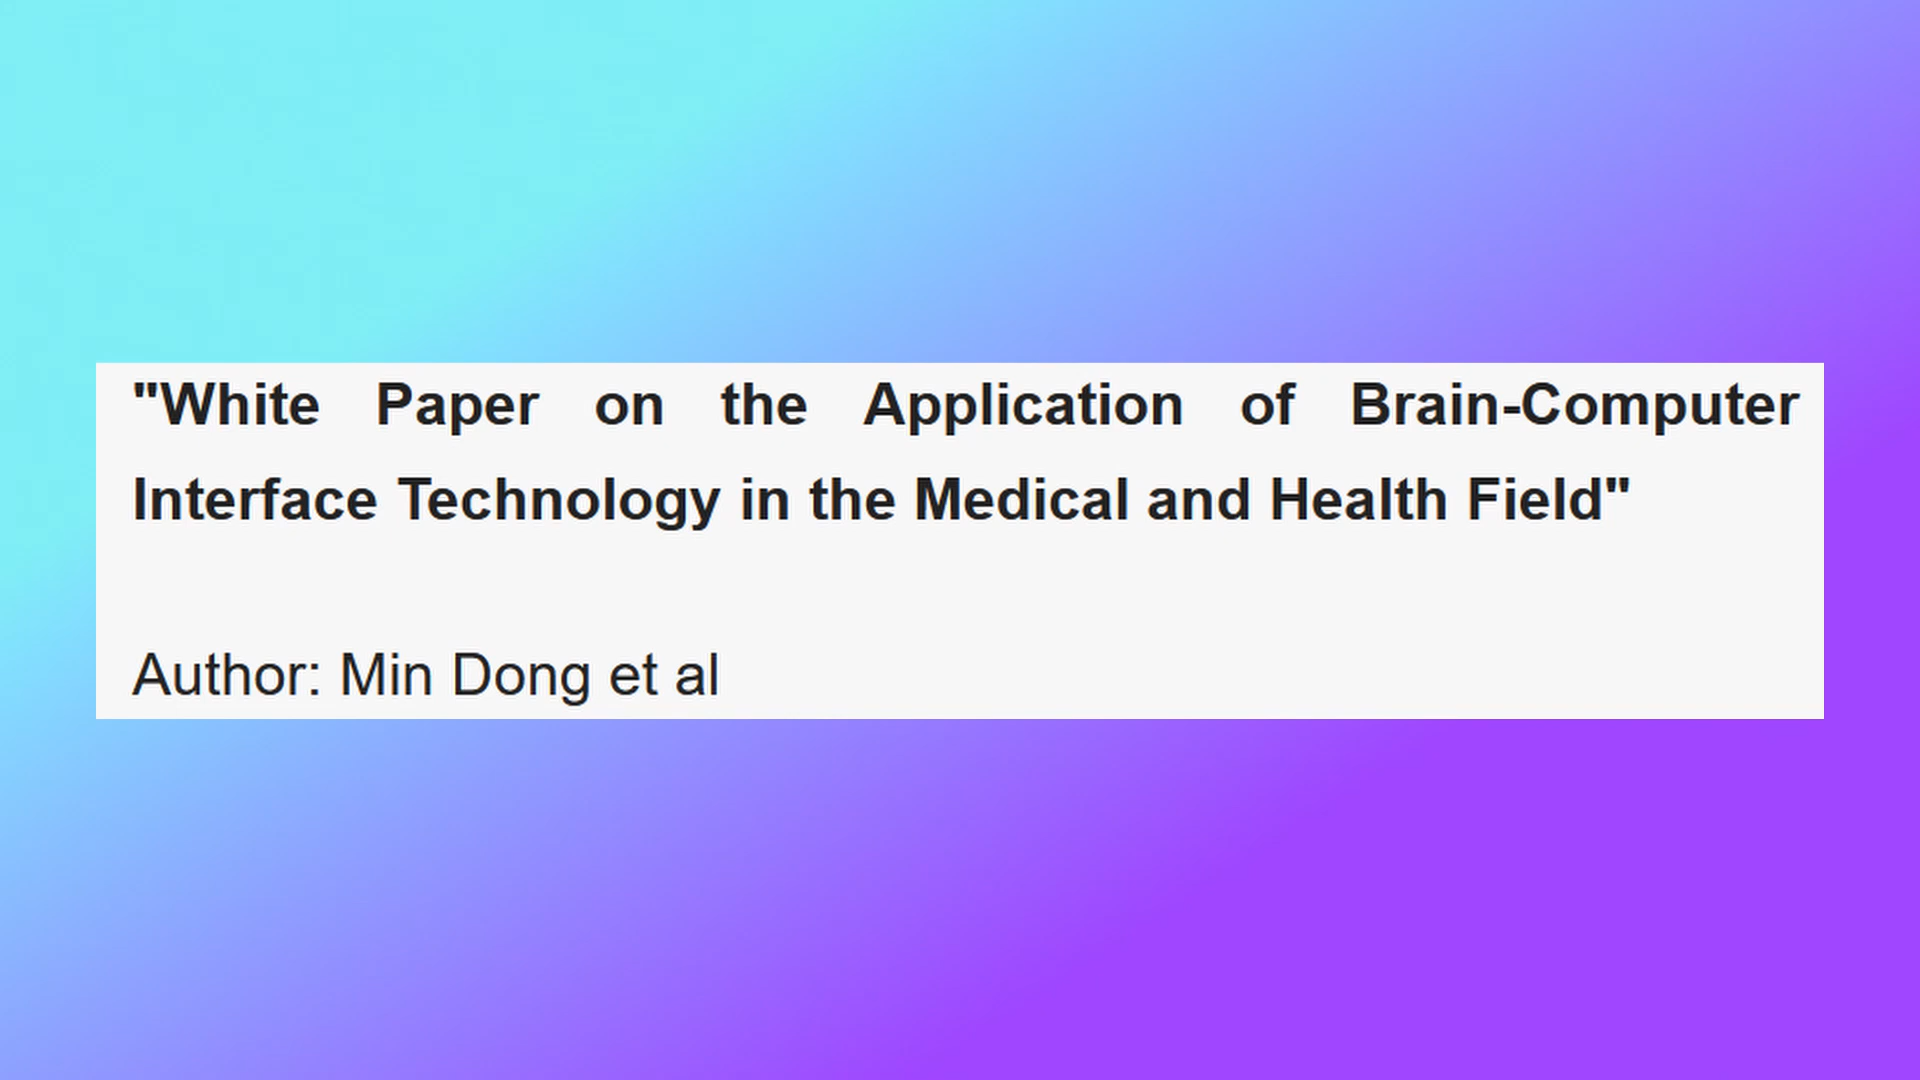 "White Paper on the Application of Brain-Computer
Interface Technology in the Medical and Health Field"
Author: Min Dong et al